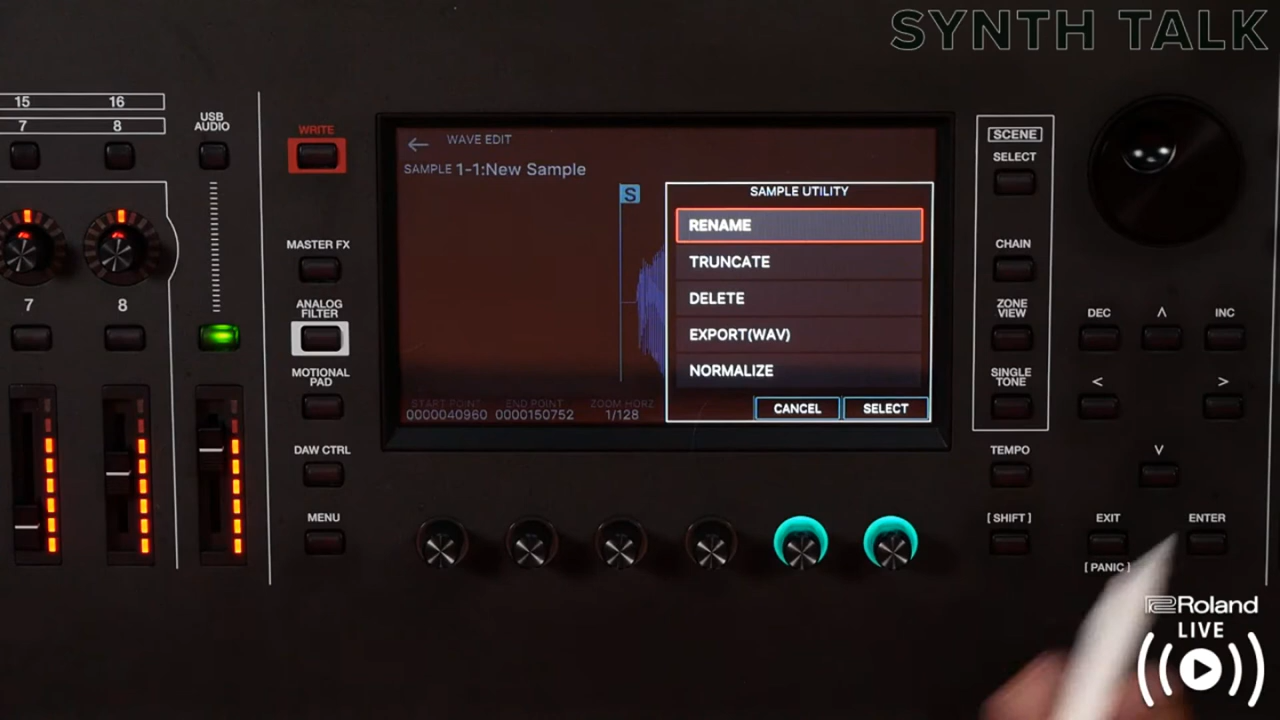 SYNTH TALK
15 16
7 8
USB
AUDIO
7 8
WRITE
MASTER FX
ANALOG
FILTER
MOTIONAL
PAD
DAW CTRL
MENU
WAVE EDIT
SAMPLE 1-1:New Sample
S
START POINT END POINT ZOOM HORZ
0000040960 0000150752 1/128
SAMPLE UTILITY
RENAME
TRUNCATE
DELETE
EXPORT(WAV)
NORMALIZE
CANCEL SELECT
SCENE
SELECT
CHAIN
ZONE
VIEW
SINGLE
TONE
TEMPO
[SHIFT]
DEC ∧ INC
< >
∨
EXIT ENTER
[PANIC]
Roland
LIVE